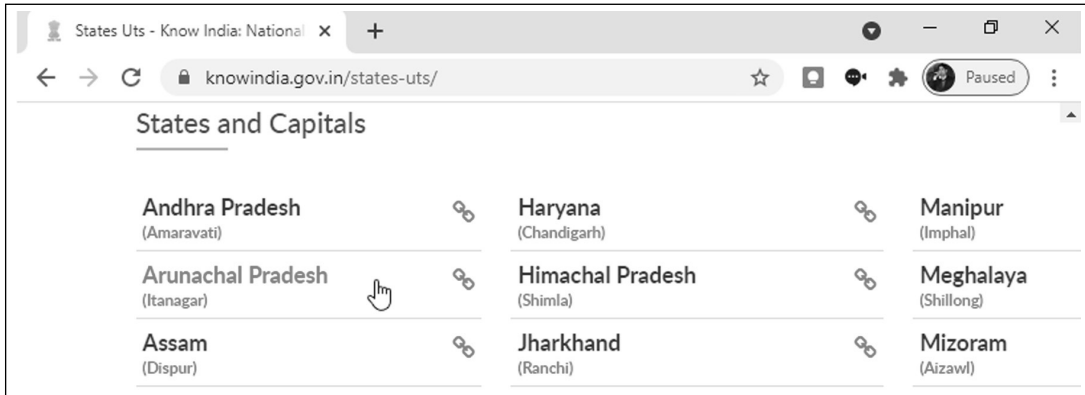 States Uts - Know India: National
knowindia.gov.in/states-uts/
Paused
States and Capitals
Andhra Pradesh
(Amaravati)
Arunachal Pradesh
(Itanagar)
Assam
(Dispur)
Haryana
(Chandigarh)
Himachal Pradesh
(Shimla)
Jharkhand
(Ranchi)
Manipur
(Imphal)
Meghalaya
(Shillong)
Mizoram
(Aizawl)